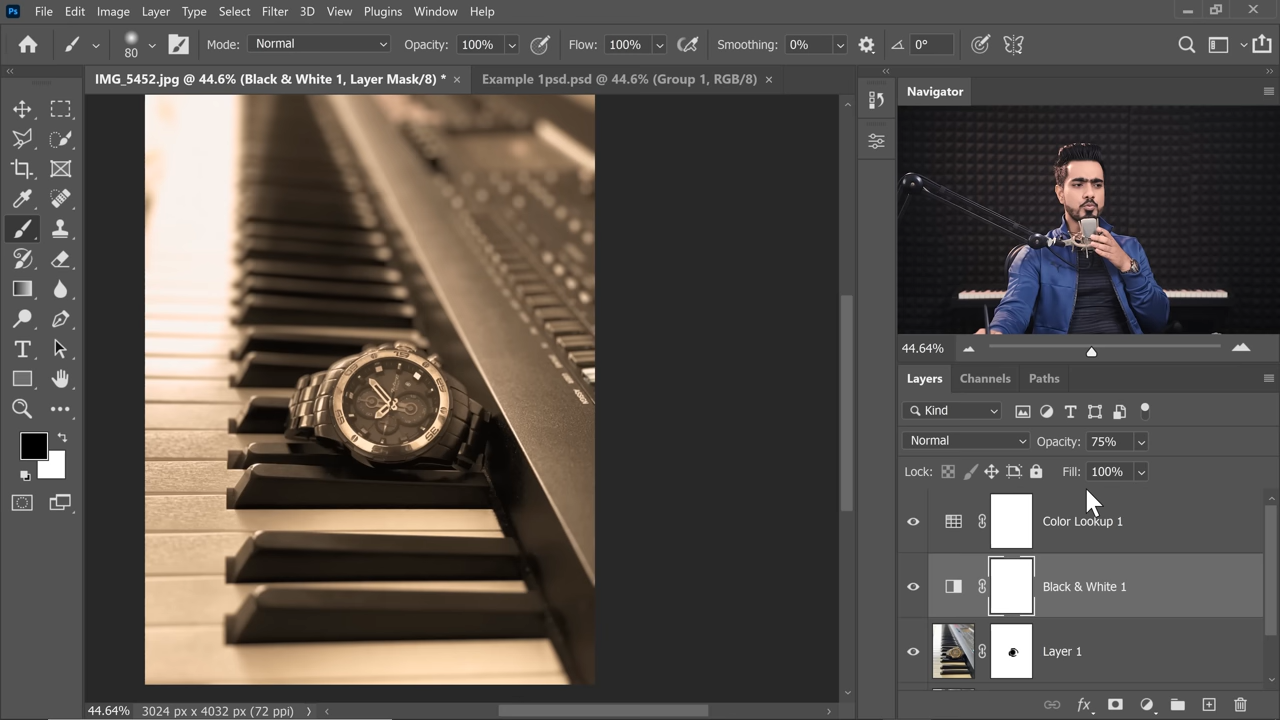 Ps File Edit Image Layer Type Select Filter 3D View Plugins Window Help
80 Mode: Normal Opacity: 100% Flow: 100% Smoothing: 0% 0°
IMG_5452.jpg @ 44.6% (Black & White 1, Layer Mask/8) * × Example 1psd.psd @ 44.6% (Group 1, RGB/8) ×
Navigator
44.64%
Layers Channels Paths
Kind
Normal Opacity: 75%
Lock: Fill: 100%
Color Lookup 1
Black & White 1
Layer 1
fx
44.64% 3024 px x 4032 px (72 ppi)